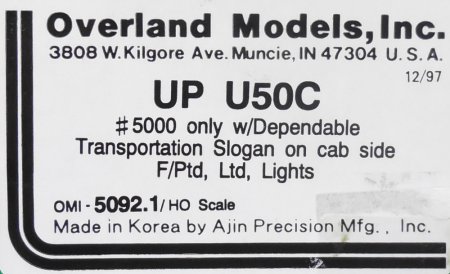 Overland Models, Inc.
3808 W. Kilgore Ave. Muncie, IN 47304 U. S. A.
12/97
UP U50C
#5000 only w/Dependable
Transportation Slogan on cab side
F/Ptd, Ltd, Lights
OMI - 5092.1/ HO Scale
Made in Korea by Ajin Precision Mfg. , Inc.